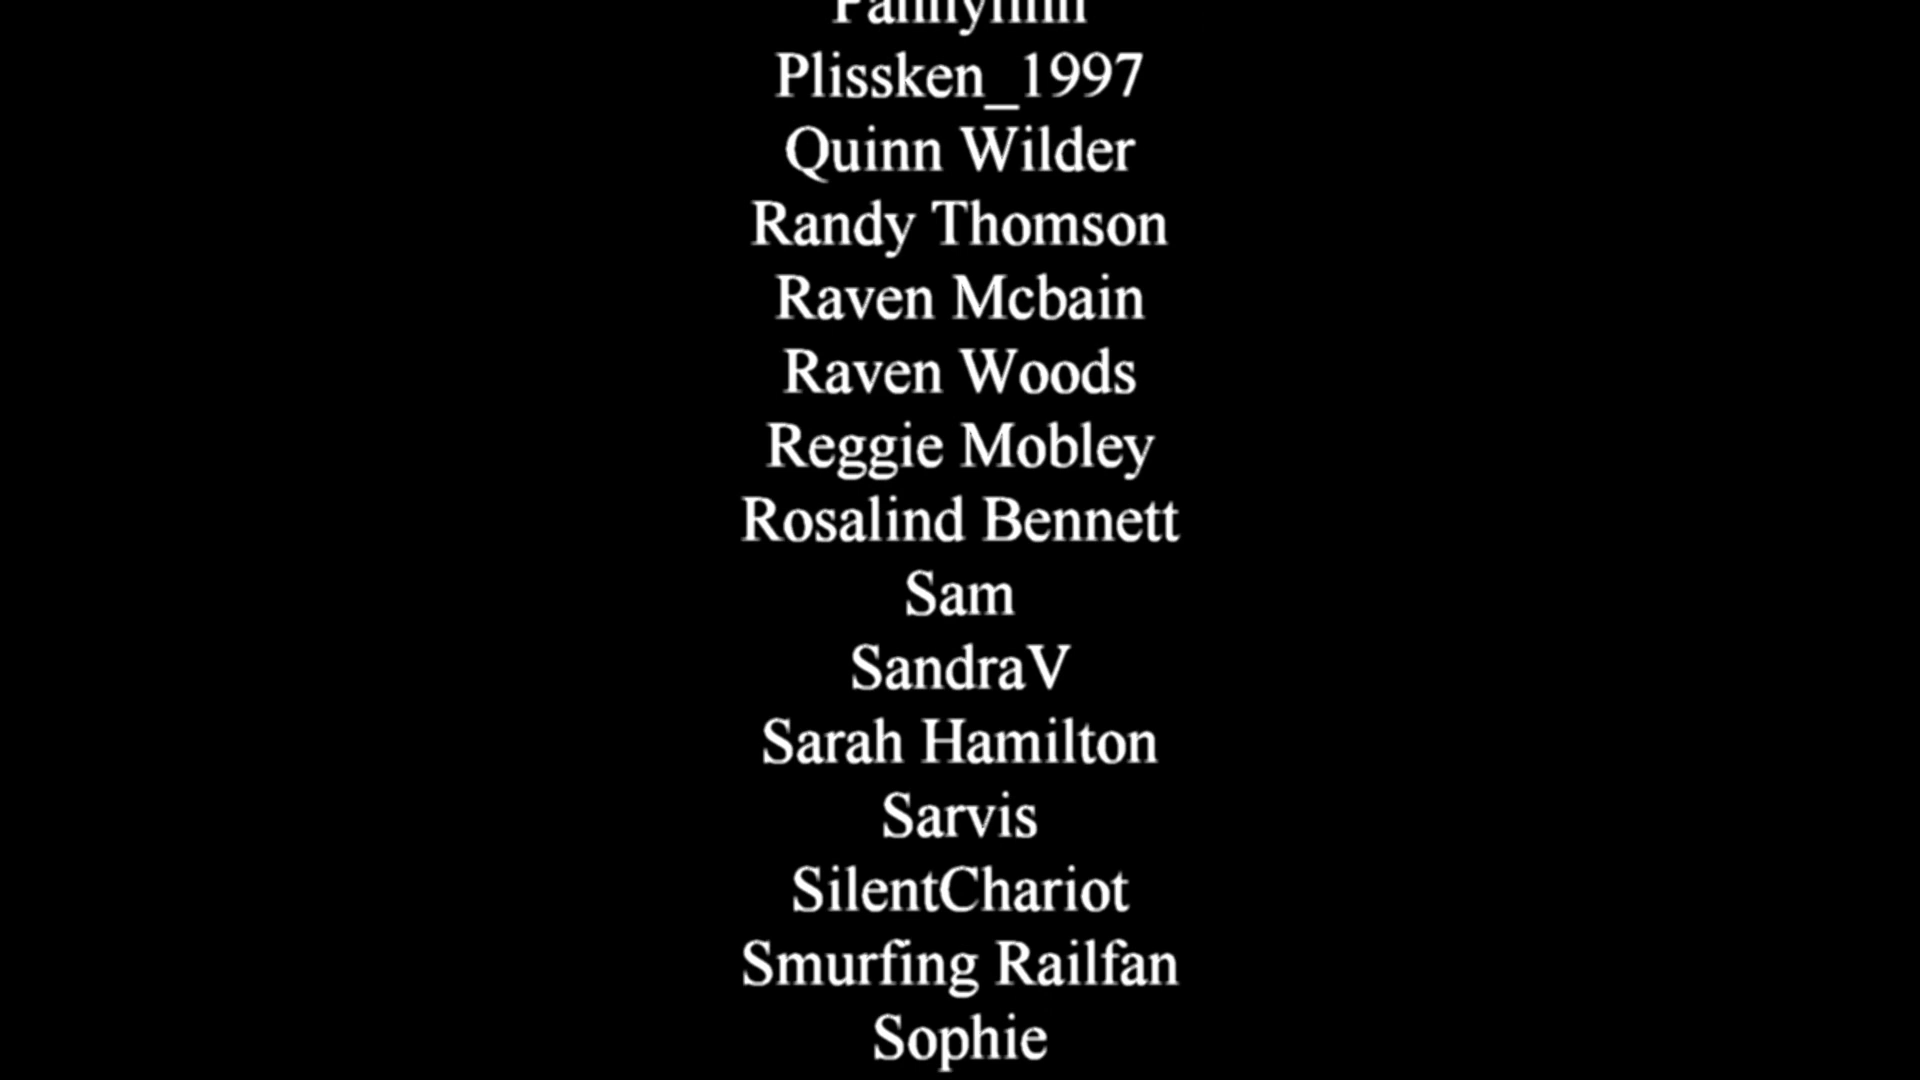 Plissken_1997
Quinn Wilder
Randy Thomson
Raven Mcbain
Raven Woods
Reggie Mobley
Rosalind Bennett
Sam
SandraV
Sarah Hamilton
Sarvis
SilentChariot
Smurfing Railfan
Sophie